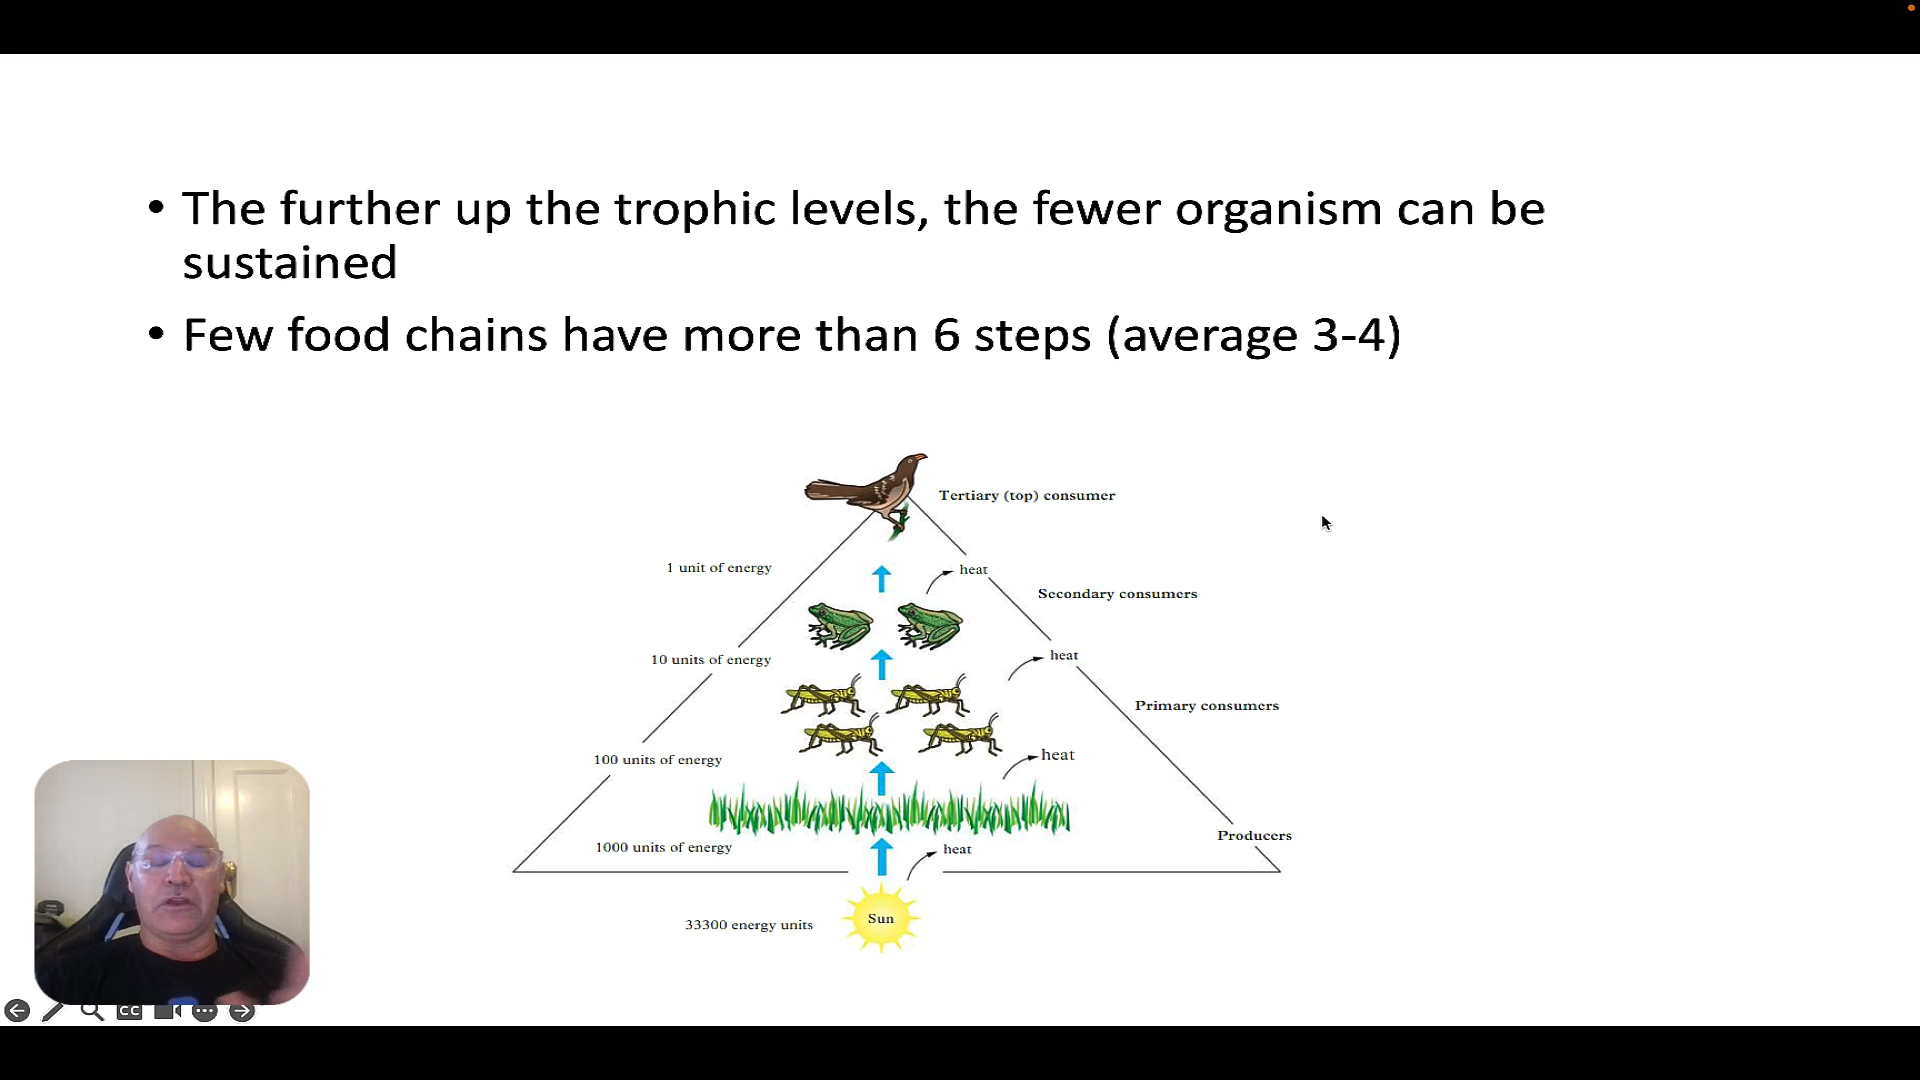 • The further up the trophic levels, the fewer organism can be
sustained
• Few food chains have more than 6 steps (average 3-4)
Tertiary (top) consumer
1 unit of energy
heat
Secondary consumers
10 units of energy
heat
Primary consumers
100 units of energy
heat
Producers
1000 units of energy
heat
Sun
33300 energy units
CC